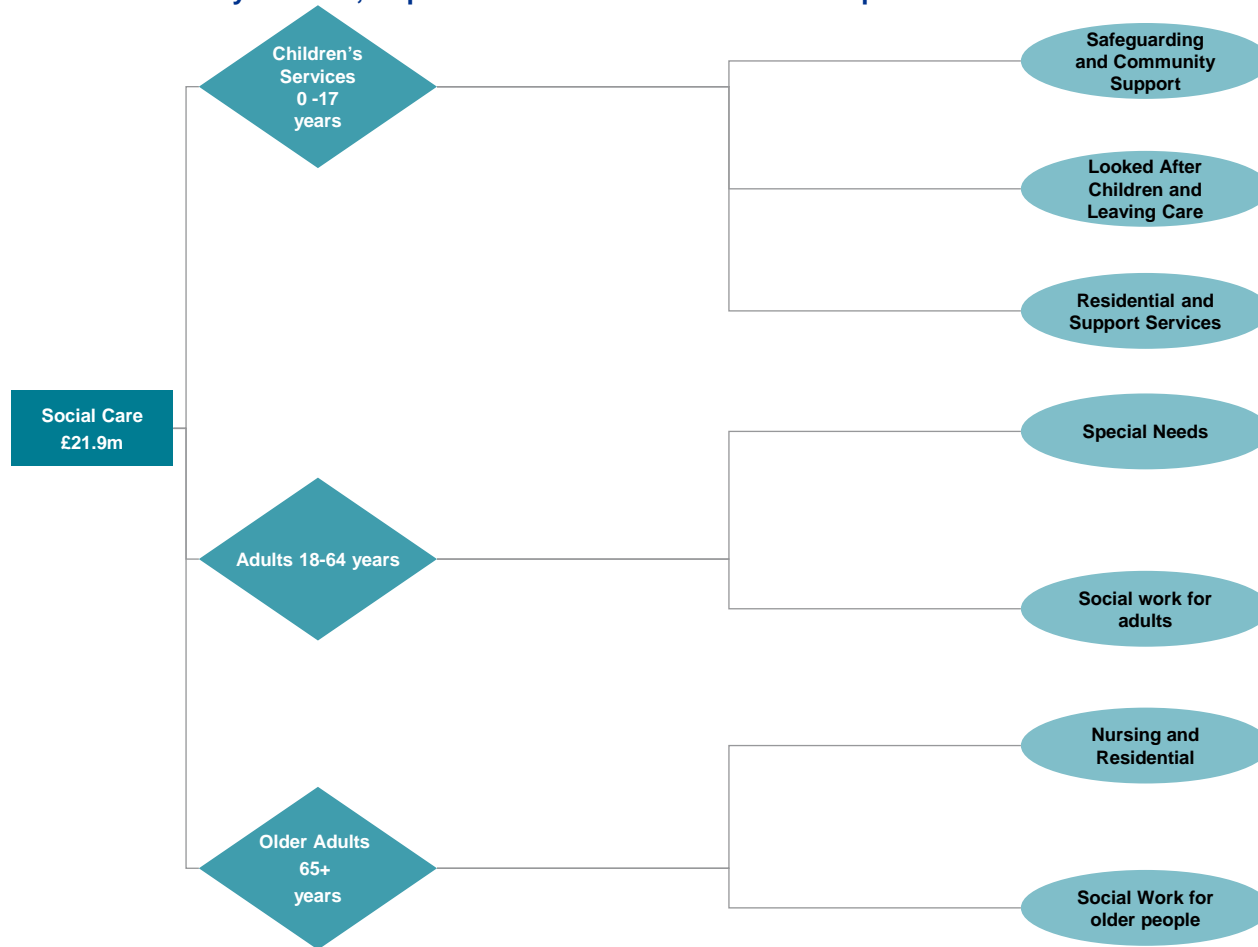 Children's
Services
0 -17
years
Safeguarding
and Community
Support
Looked After
Children and
Leaving Care
Residential and
Support Services
Social Care
£21.9m
Special Needs
Adults 18-64 years
Social work for
adults
Nursing and
Residential
Older Adults
65+
years
Social Work for
older people